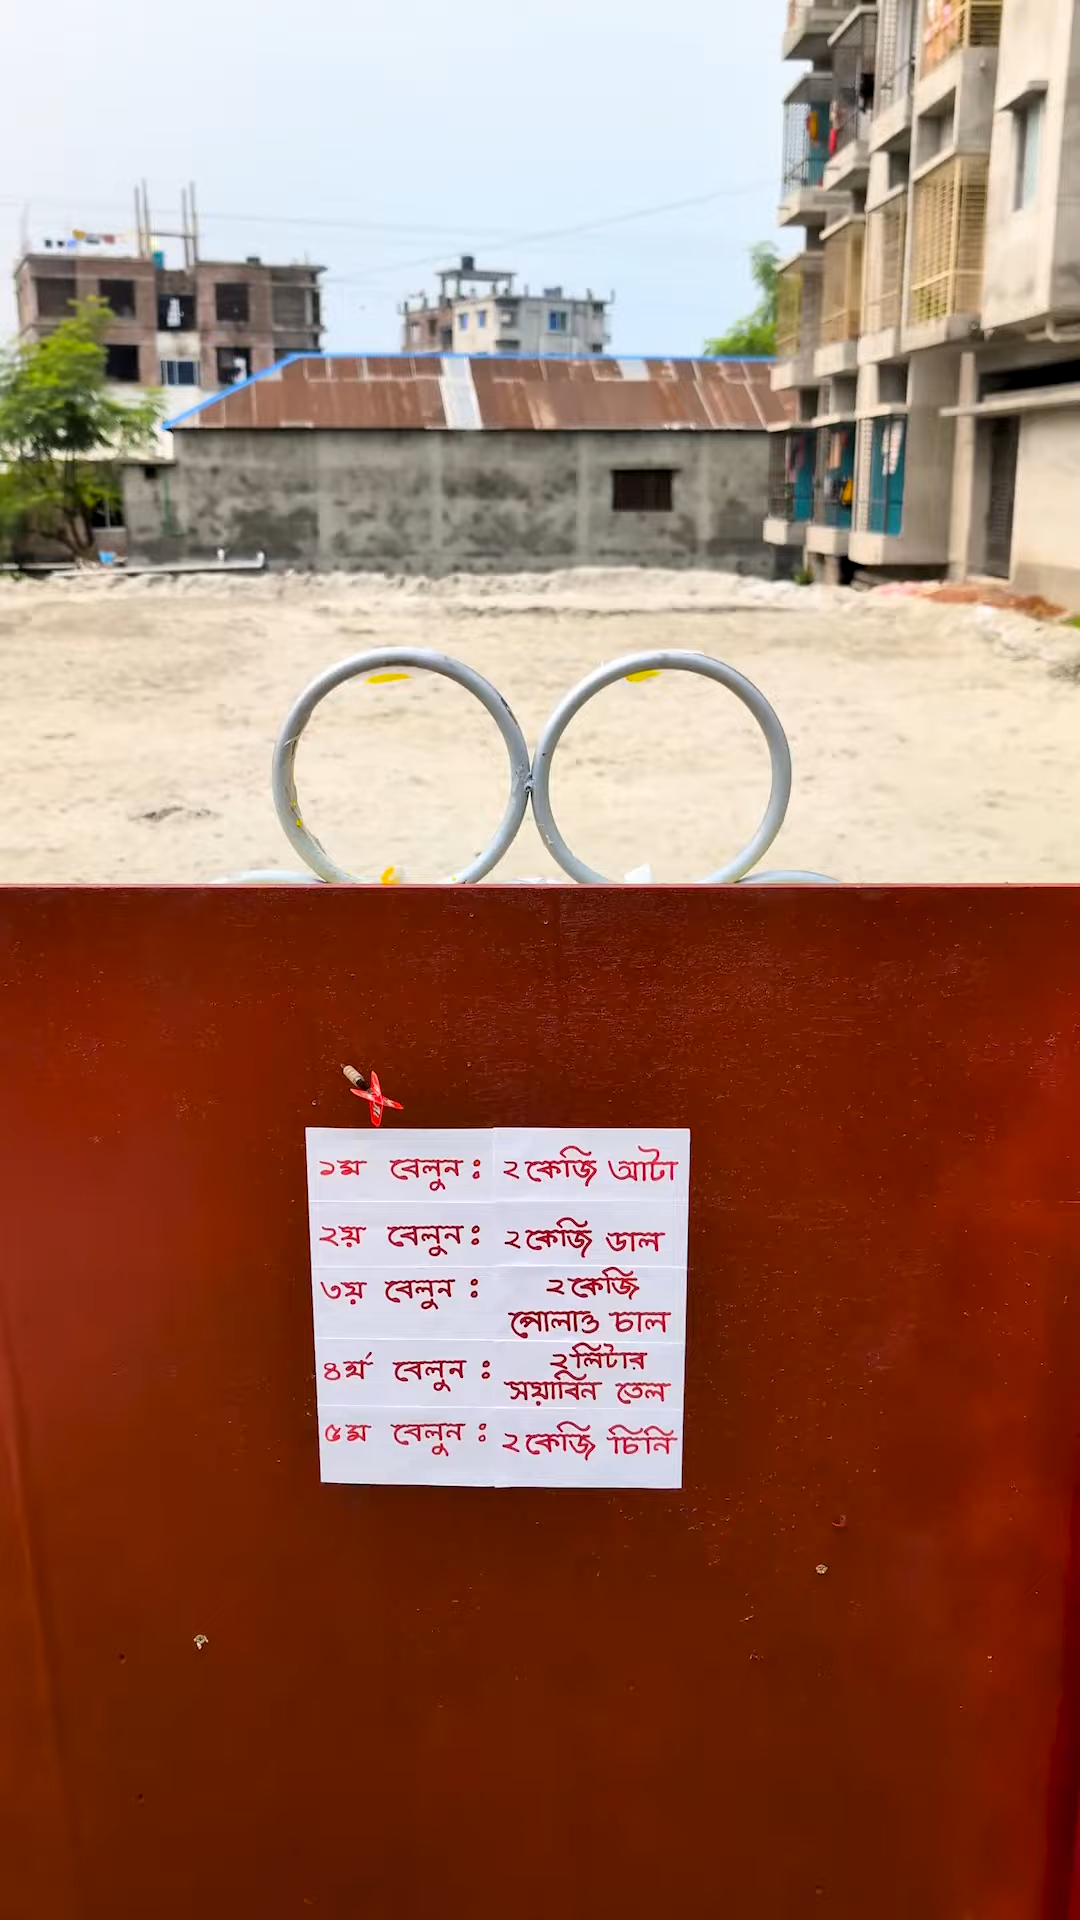 ১ম বেলুন : ২ কেজি আটা
২য় বেলুন : ২ কেজি ডাল
৩য় বেলুন : ২ কেজি
পোলাও চাল
৪র্থ বেলুন : ২ লিটার
সয়াবিন তেল
৫ম বেলুন : ২ কেজি চিনি